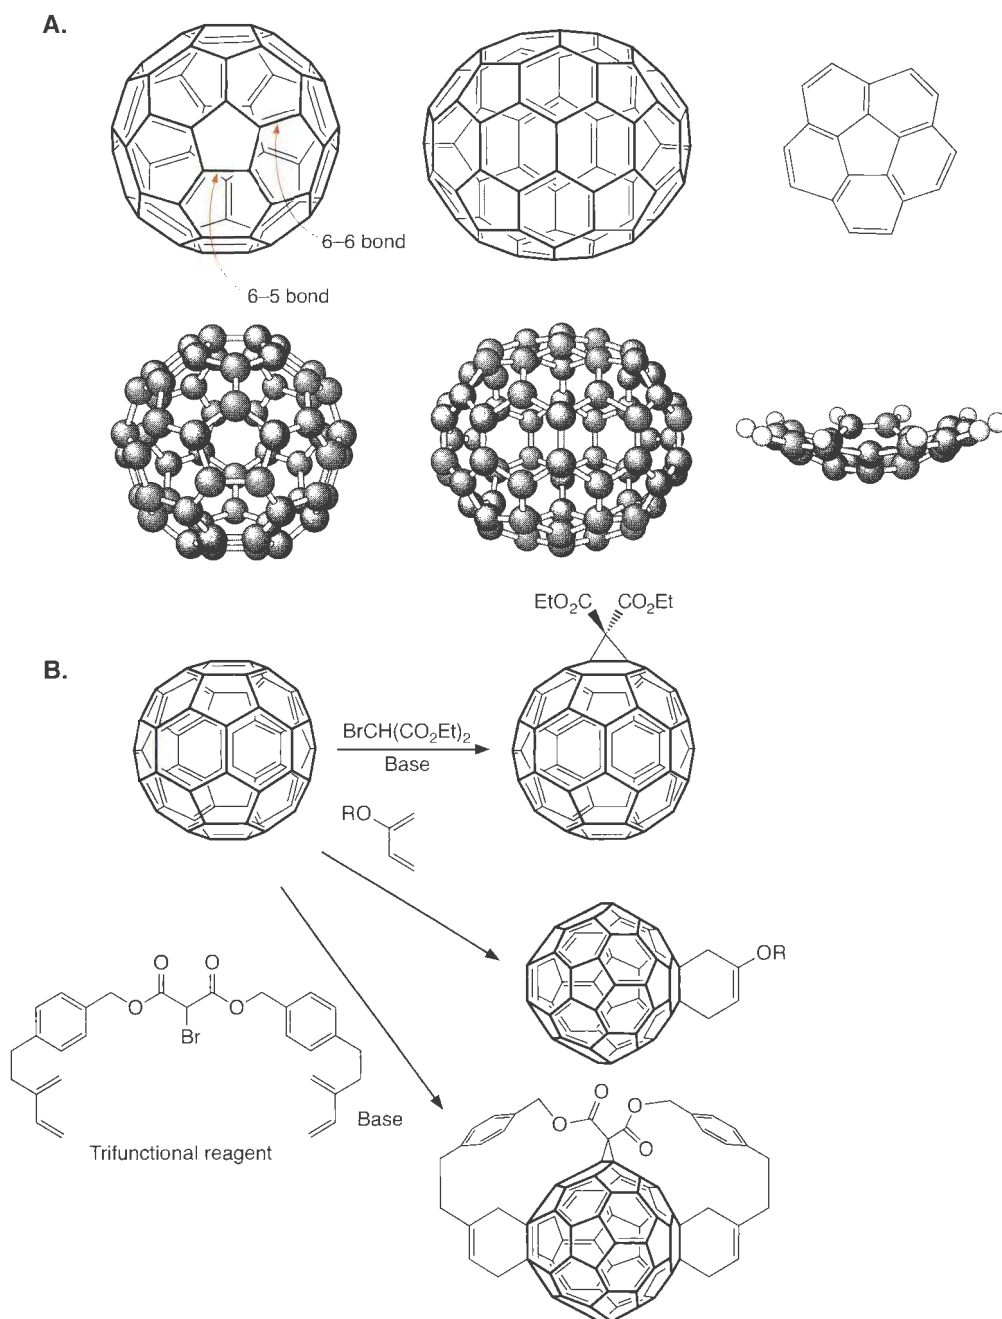 A.
6–6 bond
6–5 bond
B.
EtO₂C CO₂Et
BrCH(CO₂Et)₂
Base
RO
OR
O O
O O
Br
Base
Trifunctional reagent
O O
O O